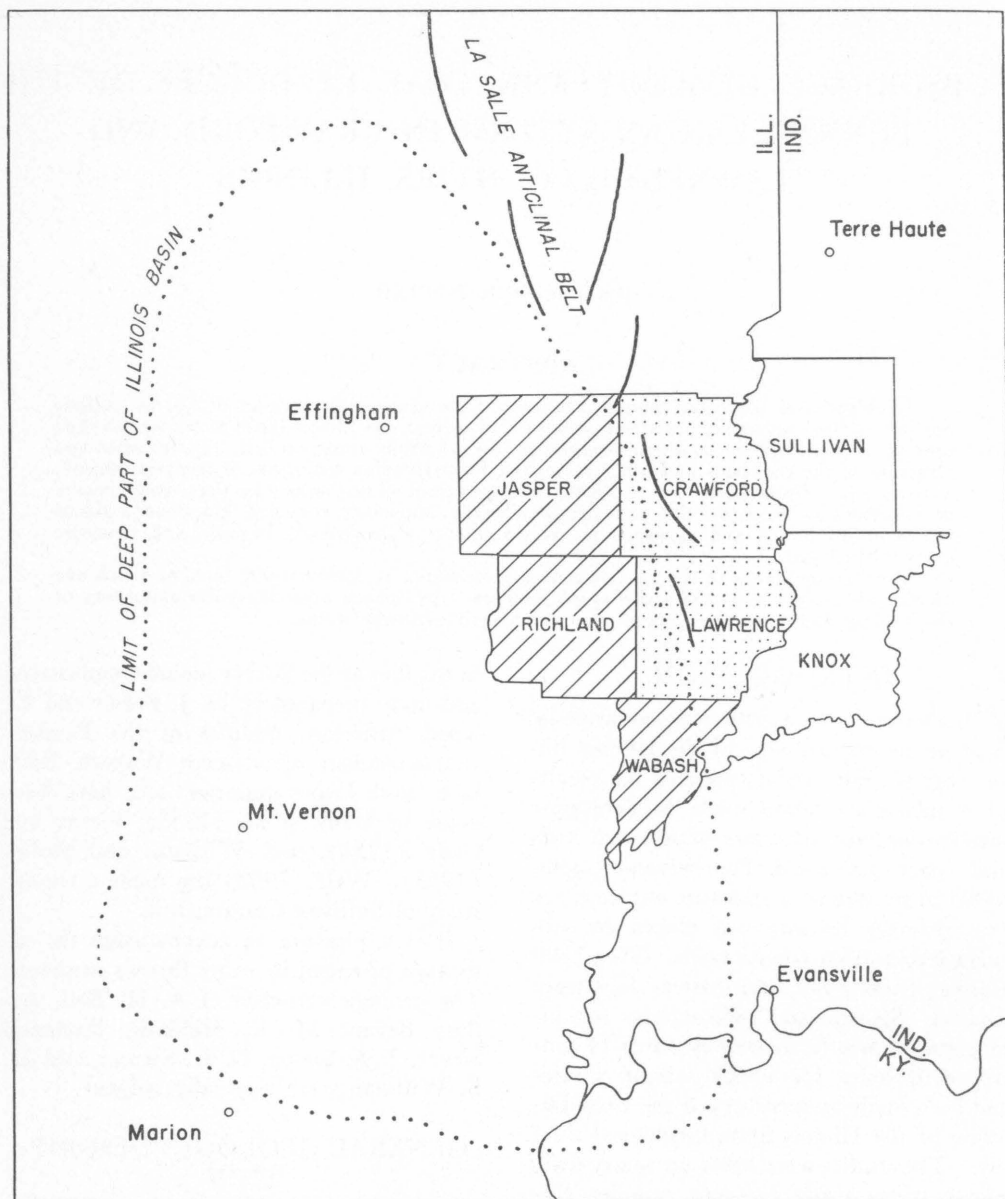 LA SALLE ANTICLINAL BELT
ILL.
IND.
Terre Haute
LIMIT OF DEEP PART OF ILLINOIS BASIN
Effingham
SULLIVAN
JASPER
CRAWFORD
RICHLAND
LAWRENCE
KNOX
WABASH
Mt. Vernon
Evansville
IND.
KY.
Marion